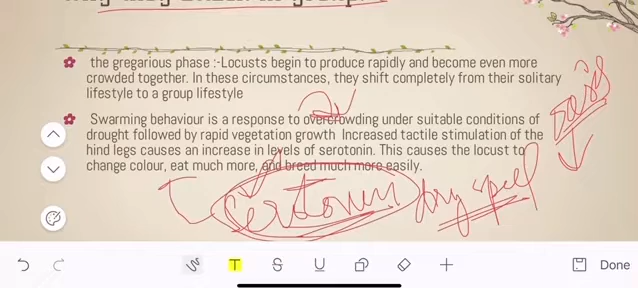 the gregarious phase :-Locusts begin to produce rapidly and become even more
crowded together. In these circumstances, they shift completely from their solitary
lifestyle to a group lifestyle
Swarming behaviour is a response to overcrowding under suitable conditions of
drought followed by rapid vegetation growth Increased tactile stimulation of the
hind legs causes an increase in levels of serotonin. This causes the locust to
change colour, eat much more, and breed much more easily.
Serotonin
T S U
Done